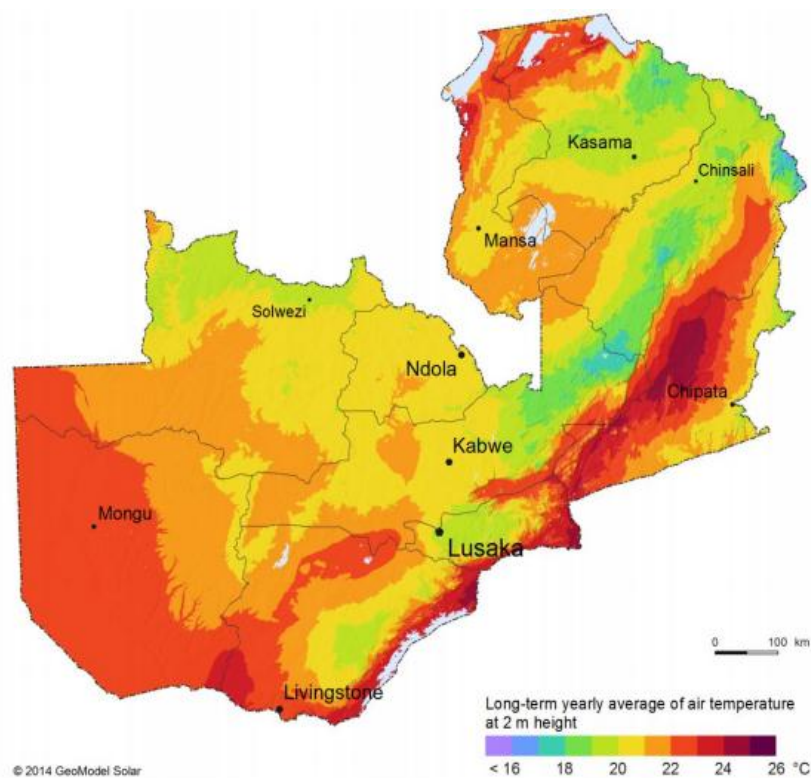 Kasama
Chinsali
Mansa
Solwezi
Ndola
Chipata
Kabwe
Mongu
Lusaka
0 100 km
Livingstone
Long-term yearly average of air temperature
at 2 m height
< 16 18 20 22 24 26 °C
© 2014 GeoModel Solar